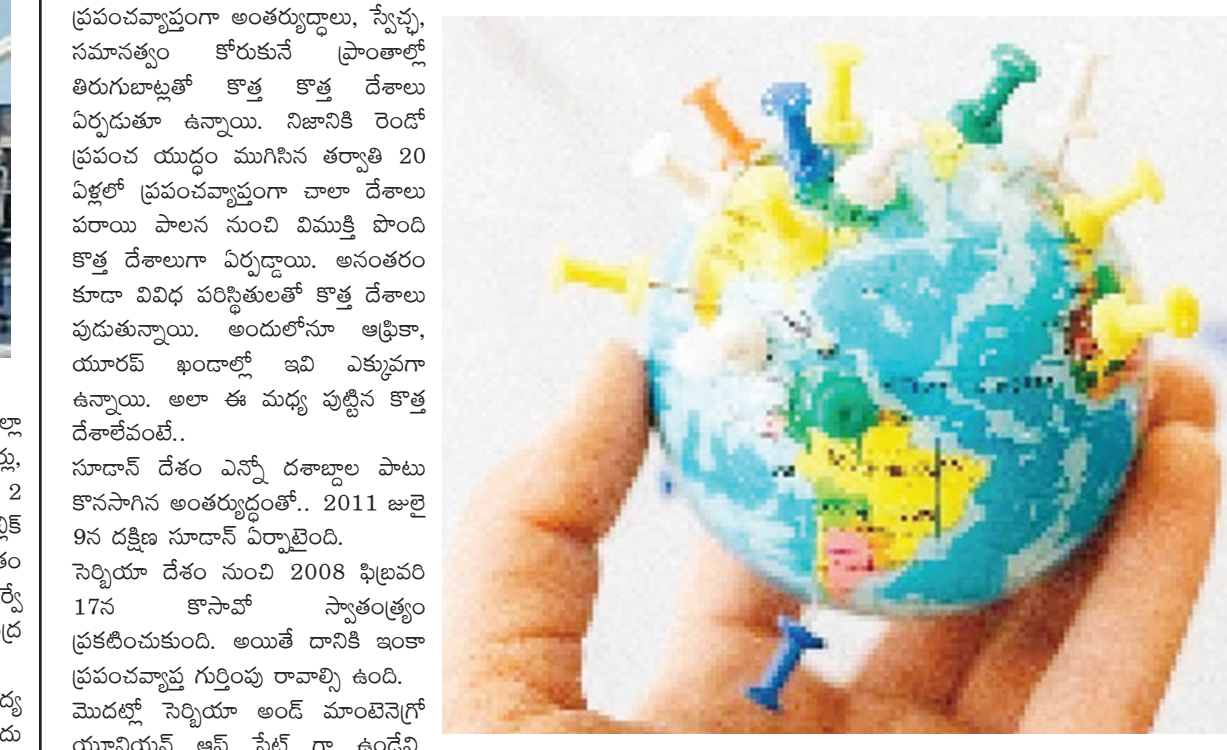 ప్రపంచవ్యాప్తంగా అంతర్యుద్ధాలు, స్వేచ్ఛ,
సమానత్వం కోరుకునే ప్రాంతాల్లో
తిరుగుబాట్లతో కొత్త కొత్త దేశాలు
ఏర్పడుతూ ఉన్నాయి. నిజానికి రెండో
ప్రపంచ యుద్ధం ముగిసిన తర్వాతి 20
ఏళ్లలో ప్రపంచవ్యాప్తంగా చాలా దేశాలు
పరాయి పాలన నుంచి విముక్తి పొంది
కొత్త దేశాలుగా ఏర్పడ్డాయి. అనంతరం
కూడా వివిధ పరిస్థితులతో కొత్త దేశాలు
పుడుతున్నాయి. అందులోనూ ఆఫ్రికా,
యూరప్ ఖండాల్లో ఇవి ఎక్కువగా
ఉన్నాయి. అలా ఈ మధ్య పుట్టిన కొత్త
దేశాలేవంటే..
సూడాన్ దేశం ఎన్నో దశాబ్దాల పాటు
కొనసాగిన అంతర్యుద్ధంతో.. 2011 జులై
9న దక్షిణ సూడాన్ ఏర్పాటైంది.
సెర్బియా దేశం నుంచి 2008 ఫిబ్రవరి
17న కొసావో స్వాతంత్ర్యం
ప్రకటించుకుంది. అయితే దానికి ఇంకా
ప్రపంచవ్యాప్త గుర్తింపు రావాల్సి ఉంది.
మొదట్లో సెర్బియా అండ్ మాంటెనెగ్రో
యూనియన్ ఆఫ్ స్టేట్ గా ఉండేవి.